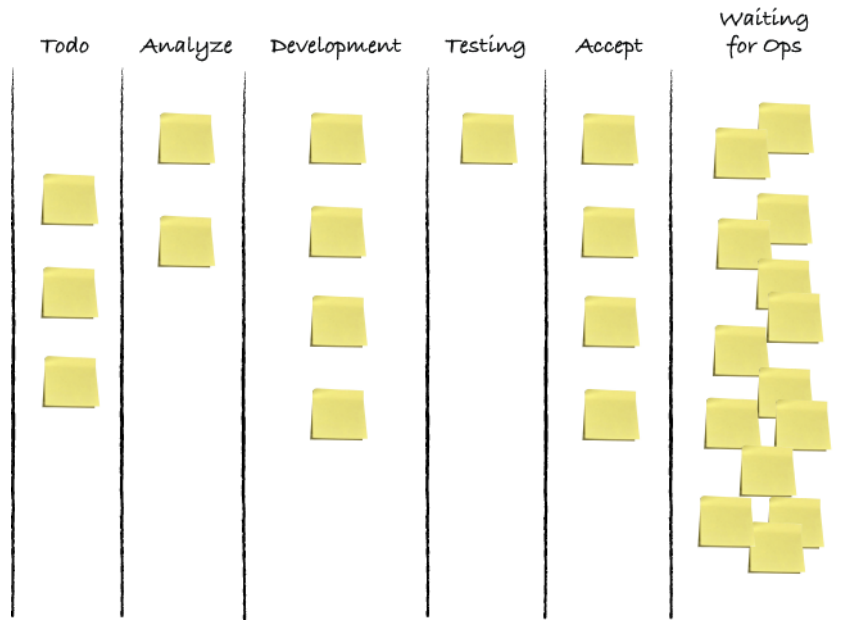 Todo
Analyze
Development
Testing
Accept
Waiting
for Ops